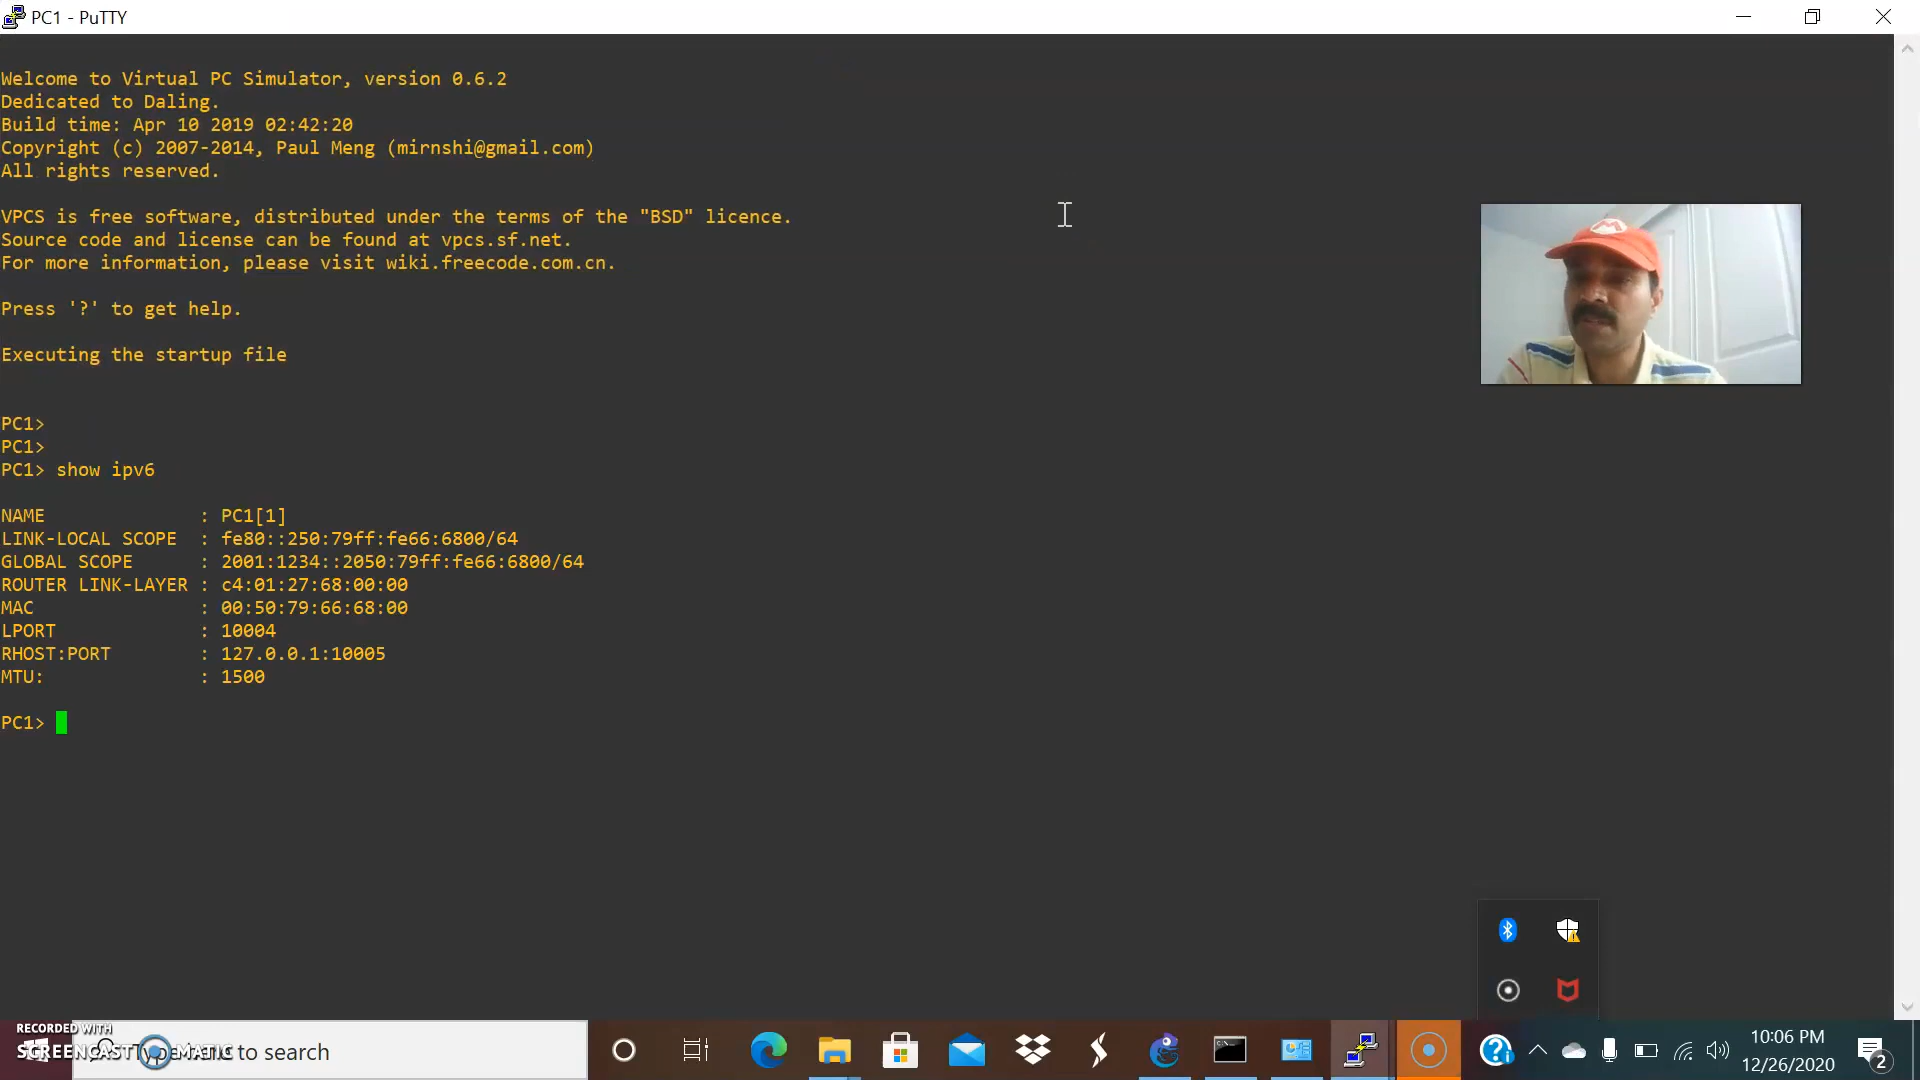 PC1 - PuTTY
Welcome to Virtual PC Simulator, version 0.6.2
Dedicated to Daling.
Build time: Apr 10 2019 02:42:20
Copyright (c) 2007-2014, Paul Meng (mirnshi@gmail.com)
All rights reserved.
VPCS is free software, distributed under the terms of the "BSD" licence.
Source code and license can be found at vpcs.sf.net.
For more information, please visit wiki.freecode.com.cn.
Press '?' to get help.
Executing the startup file
PC1>
PC1>
PC1> show ipv6
NAME : PC1[1]
LINK-LOCAL SCOPE : fe80::250:79ff:fe66:6800/64
GLOBAL SCOPE : 2001:1234::2050:79ff:fe66:6800/64
ROUTER LINK-LAYER : c4:01:27:68:00:00
MAC : 00:50:79:66:68:00
LPORT : 10004
RHOST:PORT : 127.0.0.1:10005
MTU: : 1500
PC1>
M
RECORDED WITH
SCREENCAST MATIC
Type here to search
10:06 PM
12/26/2020
2